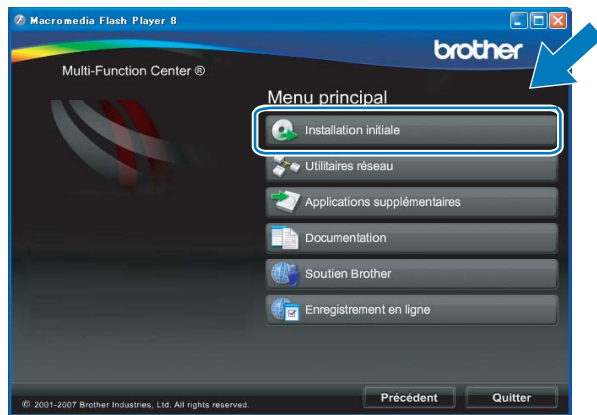 Macromedia Flash Player 8
brother
Multi-Function Center ®
Menu principal
Installation initiale
Utilitaires réseau
Applications supplémentaires
Documentation
Soutien Brother
Enregistrement en ligne
© 2001-2007 Brother Industries, Ltd. All rights reserved.
Précédent
Quitter